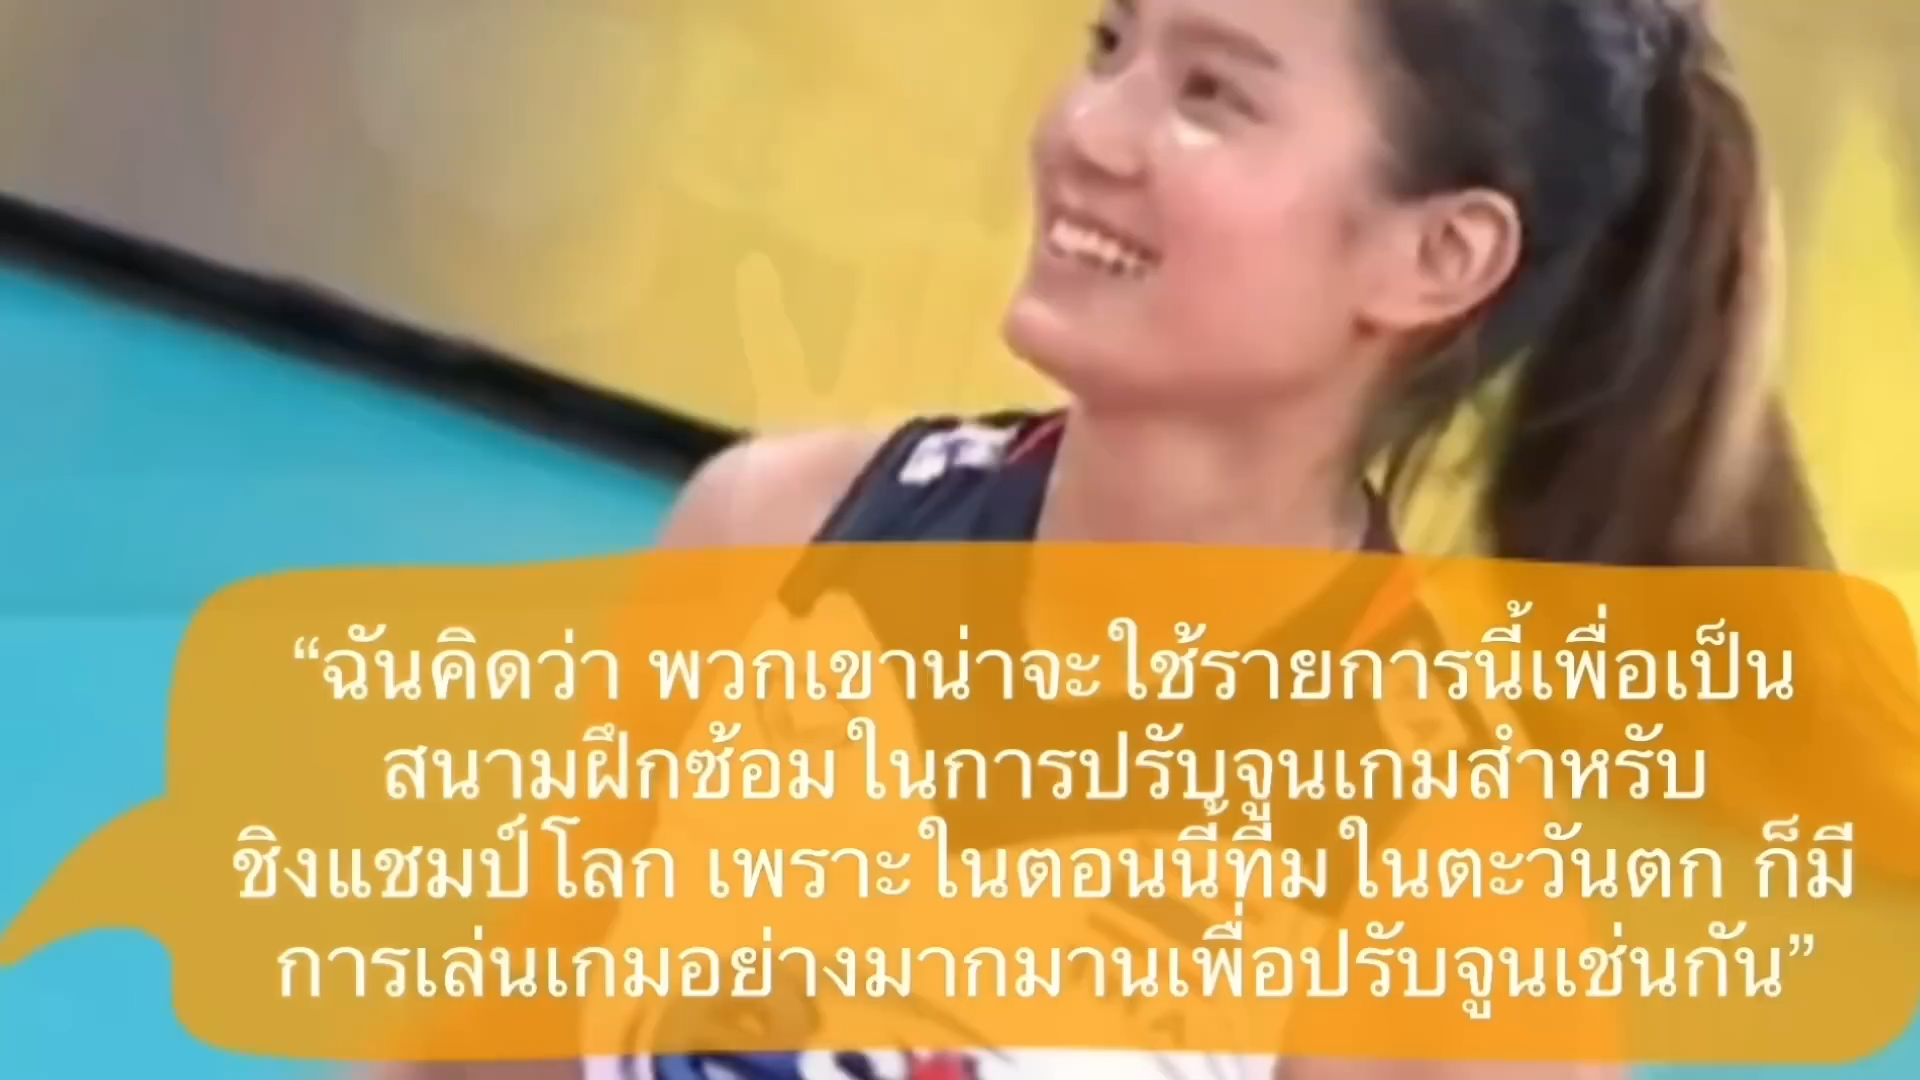 “ฉันคิดว่า พวกเขาน่าจะใช้รายการนี้เพื่อเป็น
สนามฝึกซ้อมในการปรับจูนเกมสำหรับ
ชิงแชมป์โลก เพราะในตอนนี้ทีมในตะวันตก ก็มี
การเล่นเกมอย่างมากมานเพื่อปรับจูนเช่นกัน”